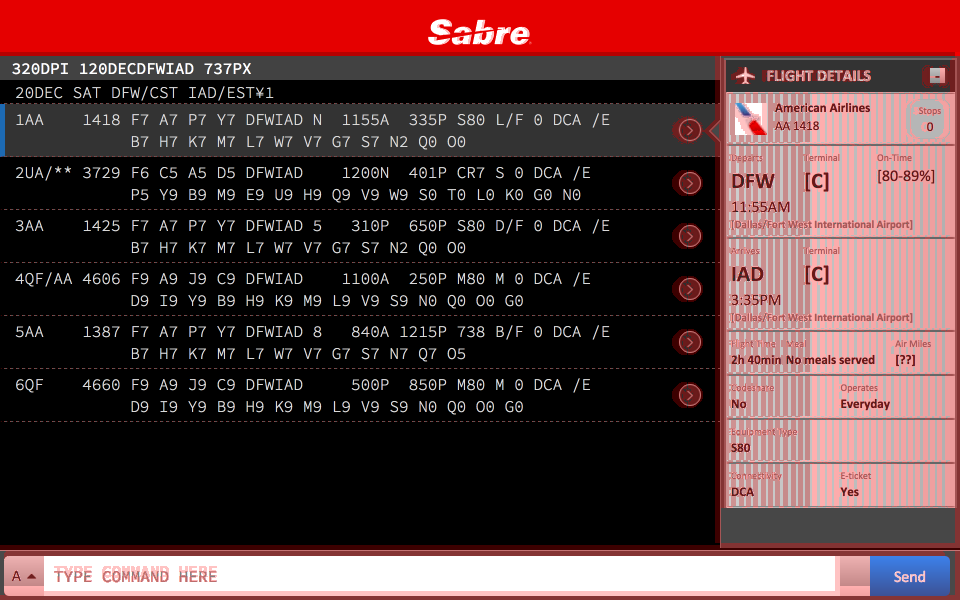 Sabre
320DPI 120DECDFWIAD 737PX
20DEC SAT DFW/CST IAD/EST¥1
1AA 1418 F7 A7 P7 Y7 DFWIAD N 1155A 335P S80 L/F 0 DCA /E
B7 H7 K7 M7 L7 W7 V7 G7 S7 N2 Q0 O0
2UA/** 3729 F6 C5 A5 D5 DFWIAD 1200N 401P CR7 S 0 DCA /E
P5 Y9 B9 M9 E9 U9 H9 Q9 V9 W9 S0 T0 L0 K0 G0 N0
3AA 1425 F7 A7 P7 Y7 DFWIAD 5 310P 650P S80 D/F 0 DCA /E
B7 H7 K7 M7 L7 W7 V7 G7 S7 N2 Q0 O0
4QF/AA 4606 F9 A9 J9 C9 DFWIAD 1100A 250P M80 M 0 DCA /E
D9 I9 Y9 B9 H9 K9 M9 L9 V9 S9 N0 Q0 O0 G0
5AA 1387 F7 A7 P7 Y7 DFWIAD 8 840A 1215P 738 B/F 0 DCA /E
B7 H7 K7 M7 L7 W7 V7 G7 S7 N7 Q7 O5
6QF 4660 F9 A9 J9 C9 DFWIAD 500P 850P M80 M 0 DCA /E
D9 I9 Y9 B9 H9 K9 M9 L9 V9 S9 N0 Q0 O0 G0
FLIGHT DETAILS -
American Airlines
AA 1418
Stops
0
Departs Terminal On-Time
DFW [C] [80-89%]
11:55AM
[Dallas/Fort West International Airport]
Arrives Terminal
IAD [C]
3:35PM
[Dallas/Fort West International Airport]
Flight Time Meal Air Miles
2h 40min No meals served [??]
Codeshare Operates
No Everyday
Equipment Type
S80
Connectivity E-ticket
DCA Yes
A TYPE COMMAND HERE Send